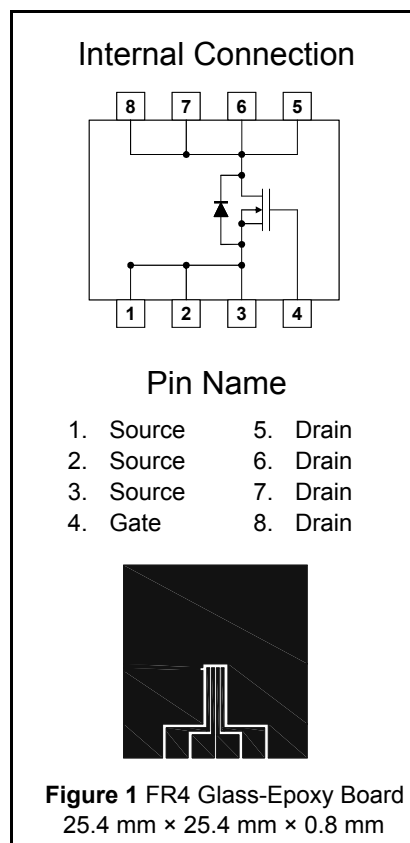 Internal Connection
8 7 6 5
1 2 3 4
Pin Name
1. Source 5. Drain
2. Source 6. Drain
3. Source 7. Drain
4. Gate 8. Drain
Figure 1 FR4 Glass-Epoxy Board
25.4 mm × 25.4 mm × 0.8 mm